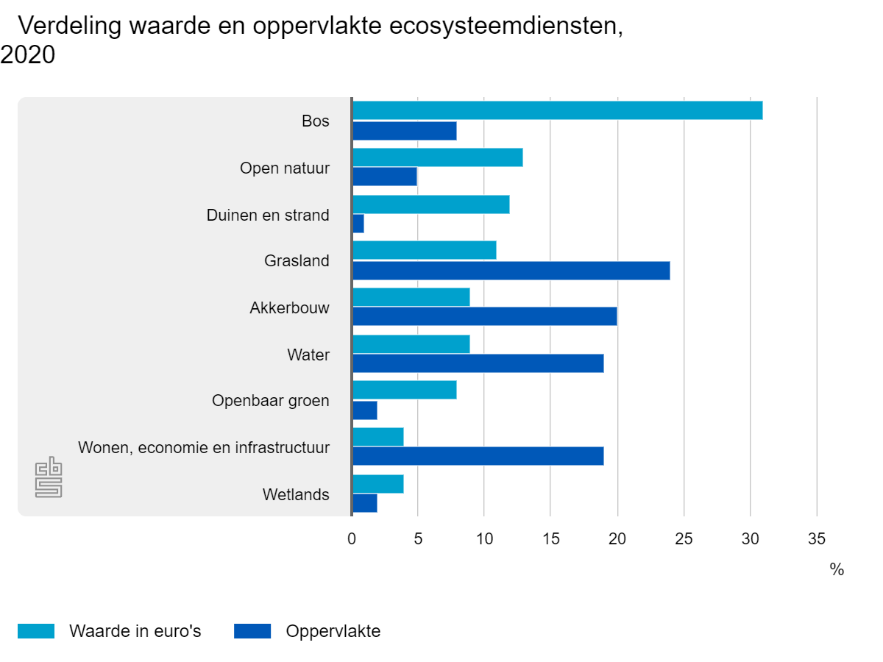 Verdeling waarde en oppervlakte ecosysteemdiensten,
2020
Bos
Open natuur
Duinen en strand
Grasland
Akkerbouw
Water
Openbaar groen
Wonen, economie en infrastructuur
Wetlands
0 5 10 15 20 25 30 35
%
Waarde in euro's Oppervlakte
cbs